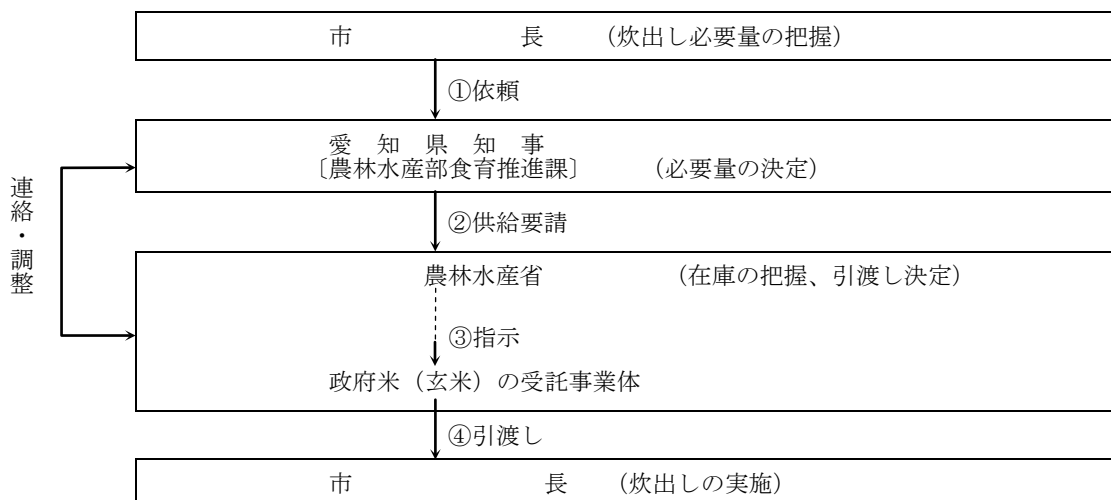 市　　　　長　（炊出し必要量の把握）
①依頼
愛　知　県　知　事
〔農林水産部食育推進課〕　（必要量の決定）
連絡・調整
②供給要請
農林水産省　（在庫の把握、引渡し決定）
③指示
政府米（玄米）の受託事業体
④引渡し
市　　　　長　（炊出しの実施）